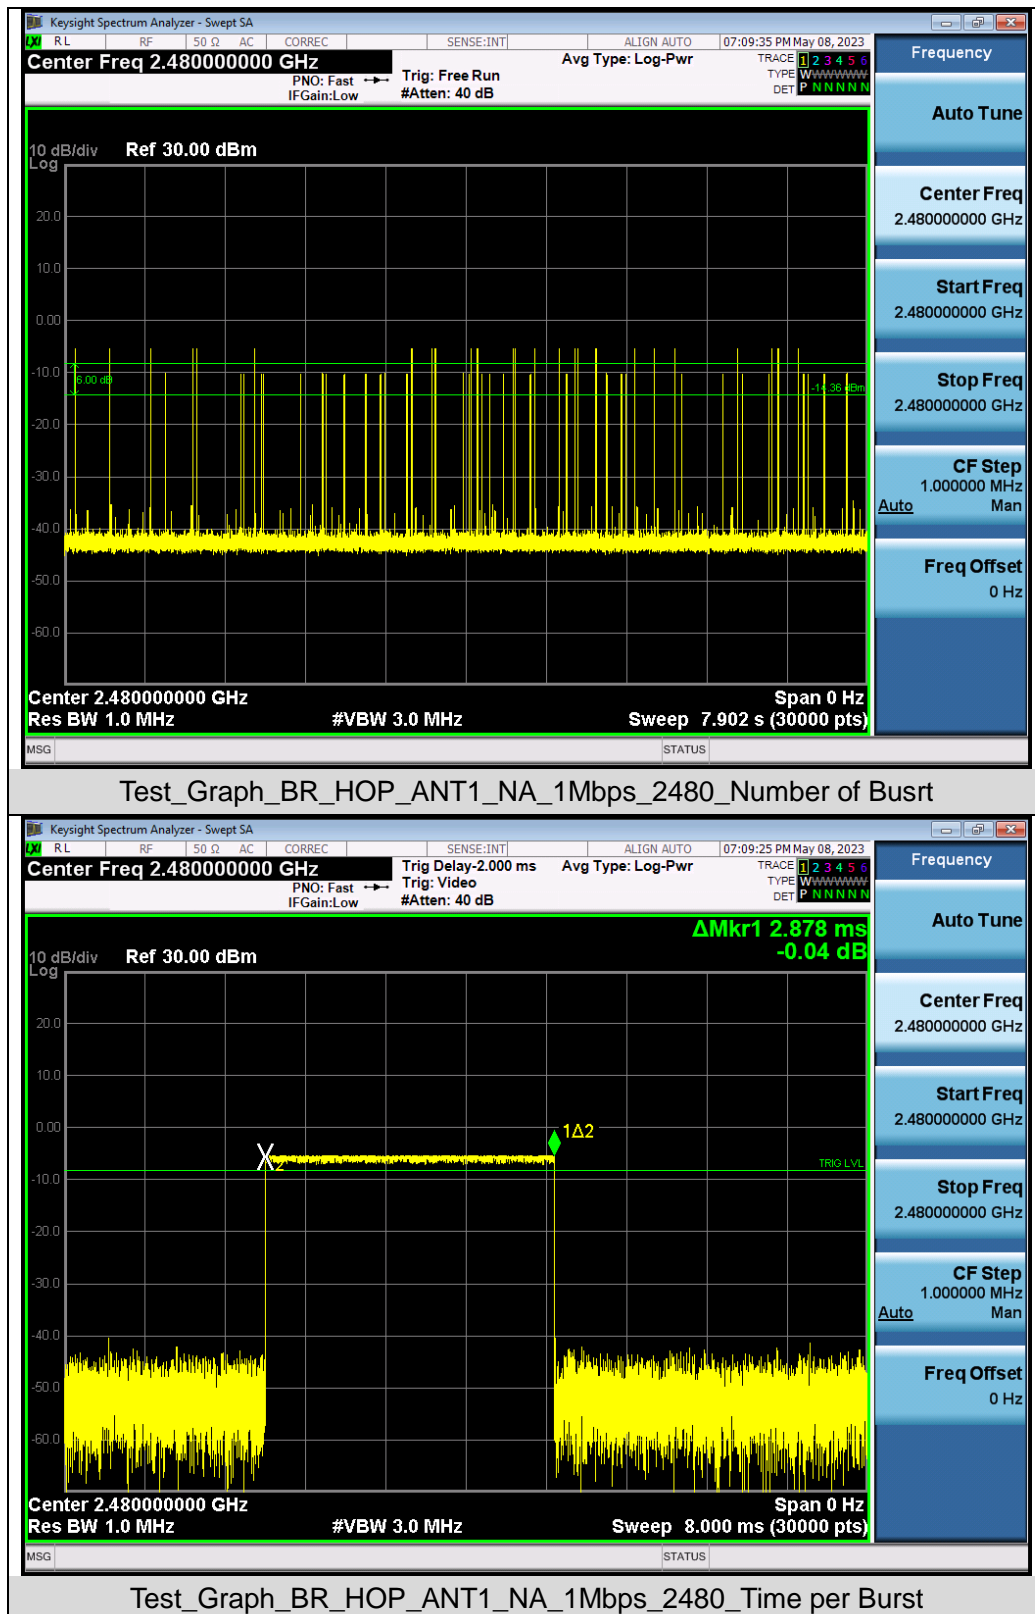 Keysight Spectrum Analyzer - Swept SA
LXI RL RF 50 Ω AC CORREC SENSE:INT ALIGN AUTO 07:09:35 PM May 08, 2023
Center Freq 2.480000000 GHz
PNO: Fast
IFGain:Low
Trig: Free Run
#Atten: 40 dB
Avg Type: Log-Pwr
TRACE 1 2 3 4 5 6
TYPE WWWWWW
DET P N N N N N
Frequency
Auto Tune
Center Freq
2.480000000 GHz
Start Freq
2.480000000 GHz
Stop Freq
2.480000000 GHz
CF Step
1.000000 MHz
Auto Man
Freq Offset
0 Hz
10 dB/div Ref 30.00 dBm
Log
20.0
10.0
0.00
-10.0
6.00 dB
-14.36 dBm
-20.0
-30.0
-40.0
-50.0
-60.0
Center 2.480000000 GHz Span 0 Hz
Res BW 1.0 MHz #VBW 3.0 MHz Sweep 7.902 s (30000 pts)
MSG STATUS
Test_Graph_BR_HOP_ANT1_NA_1Mbps_2480_Number of Busrt
Keysight Spectrum Analyzer - Swept SA
LXI RL RF 50 Ω AC CORREC SENSE:INT ALIGN AUTO 07:09:25 PM May 08, 2023
Center Freq 2.480000000 GHz
PNO: Fast
IFGain:Low
Trig Delay-2.000 ms
Trig: Video
#Atten: 40 dB
Avg Type: Log-Pwr
TRACE 1 2 3 4 5 6
TYPE WWWWWW
DET P N N N N N
Frequency
Auto Tune
Center Freq
2.480000000 GHz
Start Freq
2.480000000 GHz
Stop Freq
2.480000000 GHz
CF Step
1.000000 MHz
Auto Man
Freq Offset
0 Hz
ΔMkr1 2.878 ms
-0.04 dB
10 dB/div Ref 30.00 dBm
Log
20.0
10.0
0.00
1Δ2
2
TRIG LVL
-10.0
-20.0
-30.0
-40.0
-50.0
-60.0
Center 2.480000000 GHz Span 0 Hz
Res BW 1.0 MHz #VBW 3.0 MHz Sweep 8.000 ms (30000 pts)
MSG STATUS
Test_Graph_BR_HOP_ANT1_NA_1Mbps_2480_Time per Burst